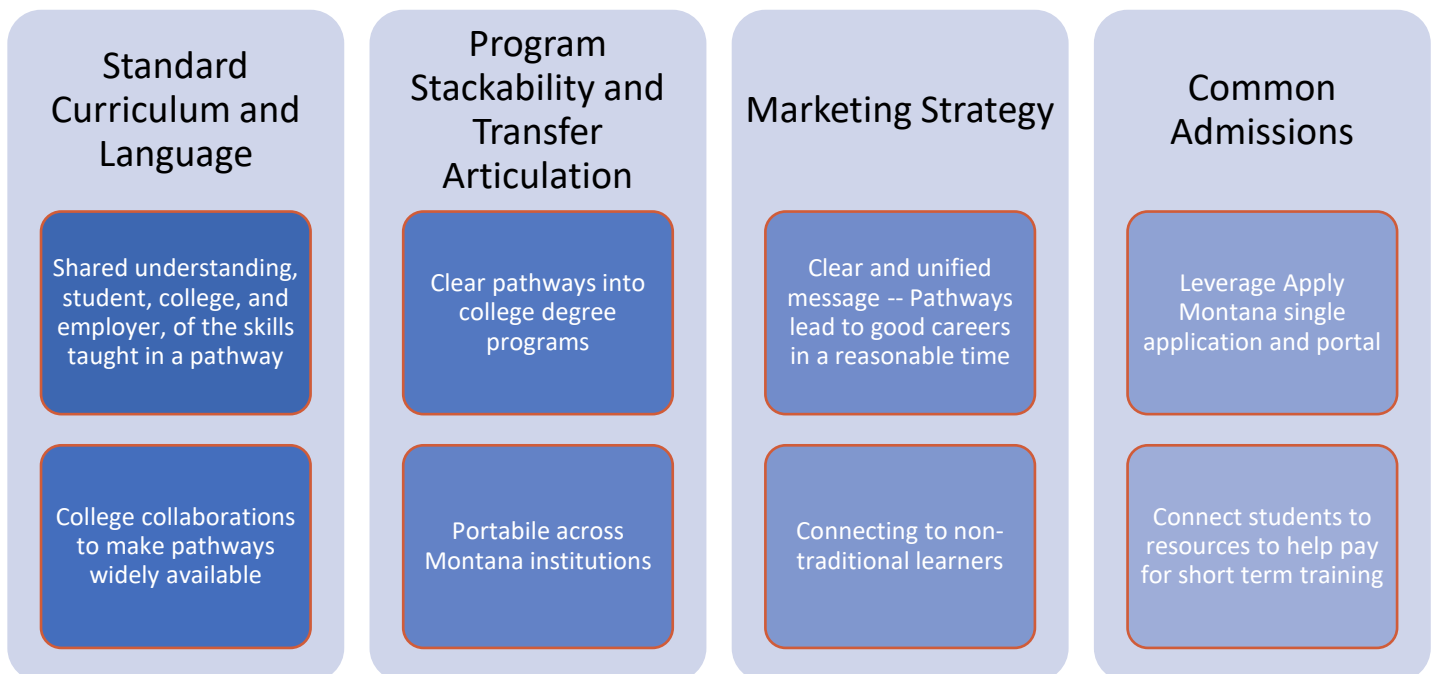 Standard
Curriculum and
Language
Shared understanding,
student, college, and
employer, of the skills
taught in a pathway
College collaborations
to make pathways
widely available
Program
Stackability and
Transfer
Articulation
Clear pathways into
college degree
programs
Portabile across
Montana institutions
Marketing Strategy
Clear and unified
message -- Pathways
lead to good careers
in a reasonable time
Connecting to non-
traditional learners
Common
Admissions
Leverage Apply
Montana single
application and portal
Connect students to
resources to help pay
for short term training